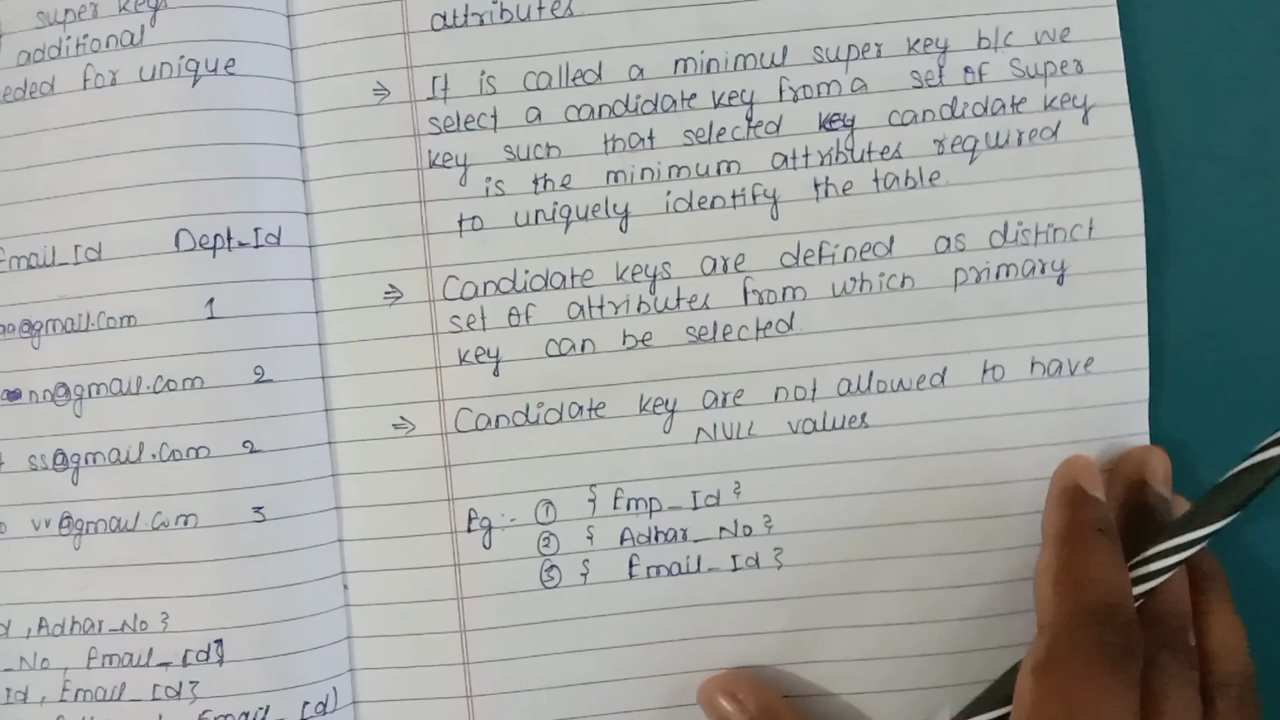 super keys
additional
eded for unique
Email_Id Dept_Id
@gmail.com 1
nn@gmail.com 2
ss@gmail.com 2
vv@gmail.com 3
, Adhar_No }
_No, Email_Id}
Id, Email_Id}
Email_Id}
attributes
⇒ It is called a minimul super key b/c we
select a candidate key from a set of super
key such that selected key candidate key
is the minimum attributes required
to uniquely identify the table.
⇒ Candidate keys are defined as distinct
set of attributes from which primary
key can be selected.
⇒ Candidate key are not allowed to have
NULL values
Eg:- ① { Emp_Id }
② { Adhar_No }
③ { Email_Id }